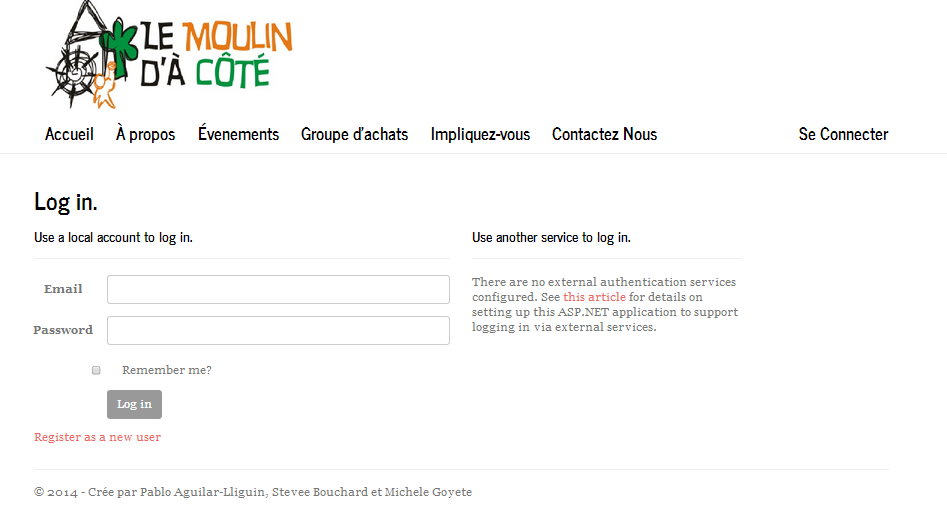 LE MOULIN
D'À CÔTÉ
Accueil À propos Évenements Groupe d'achats Impliquez-vous Contactez Nous Se Connecter
Log in.
Use a local account to log in.
Email
Password
Remember me?
Log in
Register as a new user
Use another service to log in.
There are no external authentication services
configured. See this article for details on
setting up this ASP.NET application to support
logging in via external services.
© 2014 - Crée par Pablo Aguilar-Lliguin, Stevee Bouchard et Michele Goyete